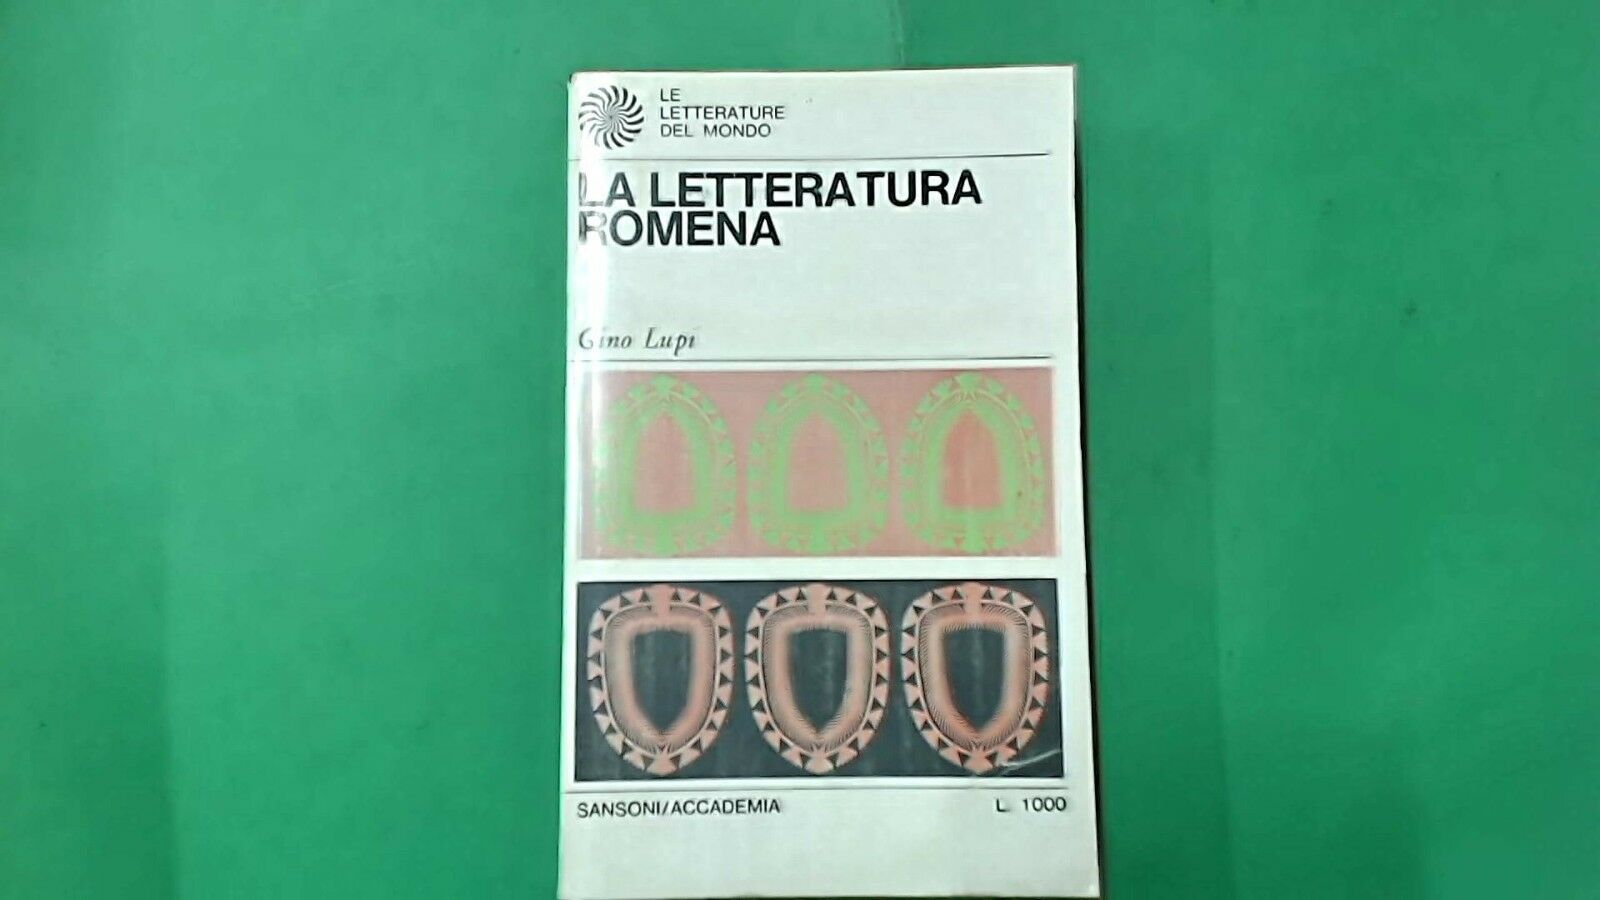 LE
LETTERATURE
DEL MONDO
LA LETTERATURA
ROMENA
Gino Lupi
SANSONI/ACCADEMIA
L. 1000